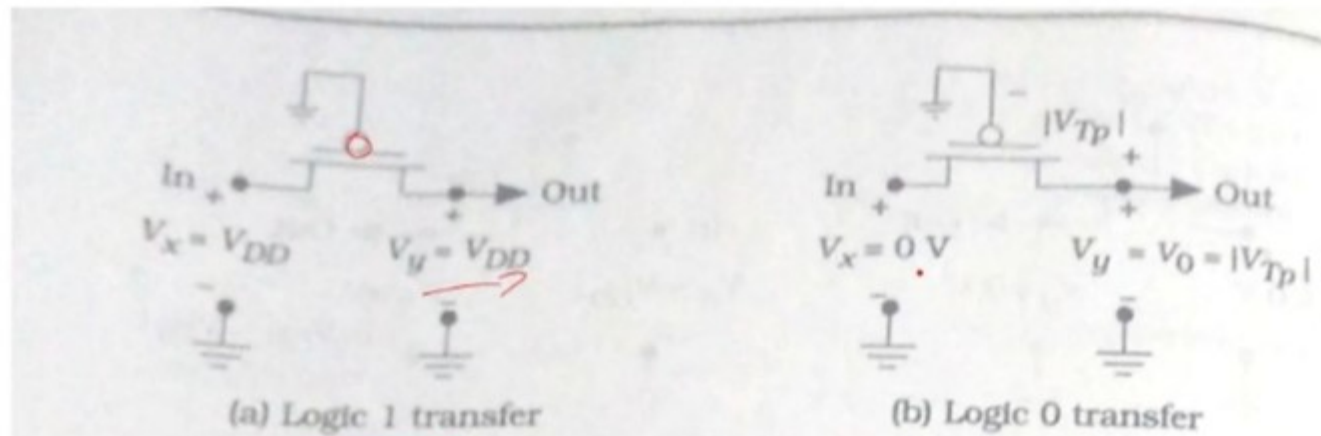 |V_Tp|
In + Out
+
V_x = V_DD
V_y = V_DD
In + Out
+
+
V_x = 0 V
V_y = V_0 = |V_Tp|
(a) Logic 1 transfer
(b) Logic 0 transfer